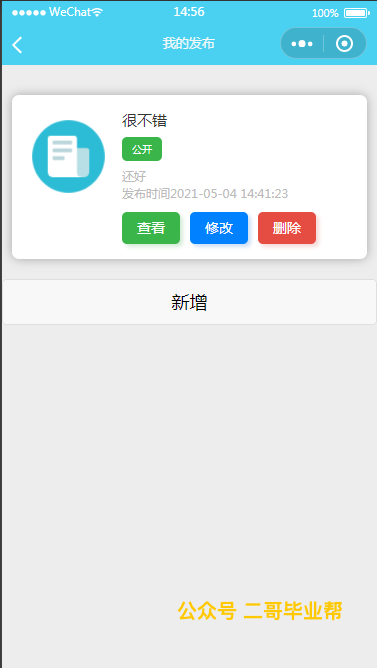 WeChat 14:56 100%
我的发布
很不错
公开
还好
发布时间2021-05-04 14:41:23
查看 修改 删除
新增
公众号 二哥毕业帮